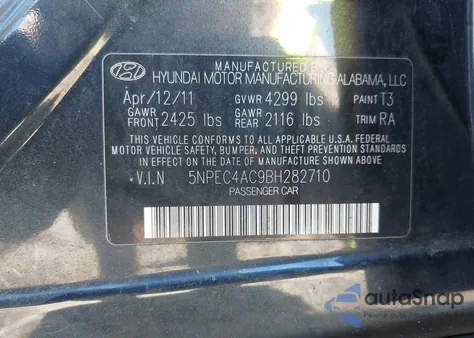 MANUFACTURED BY
HYUNDAI MOTOR MANUFACTURING ALABAMA, LLC
Apr/12/11 GVWR 4299 lbs PAINT T3
GAWR FRONT 2425 lbs GAWR REAR 2116 lbs TRIM RA
THIS VEHICLE CONFORMS TO ALL APPLICABLE U.S.A. FEDERAL
MOTOR VEHICLE SAFETY, BUMPER, AND THEFT PREVENTION STANDARDS
IN EFFECT ON THE DATE OF MANUFACTURE SHOWN ABOVE.
V.I.N 5NPEC4AC9BH282710
PASSENGER CAR
autoSnap